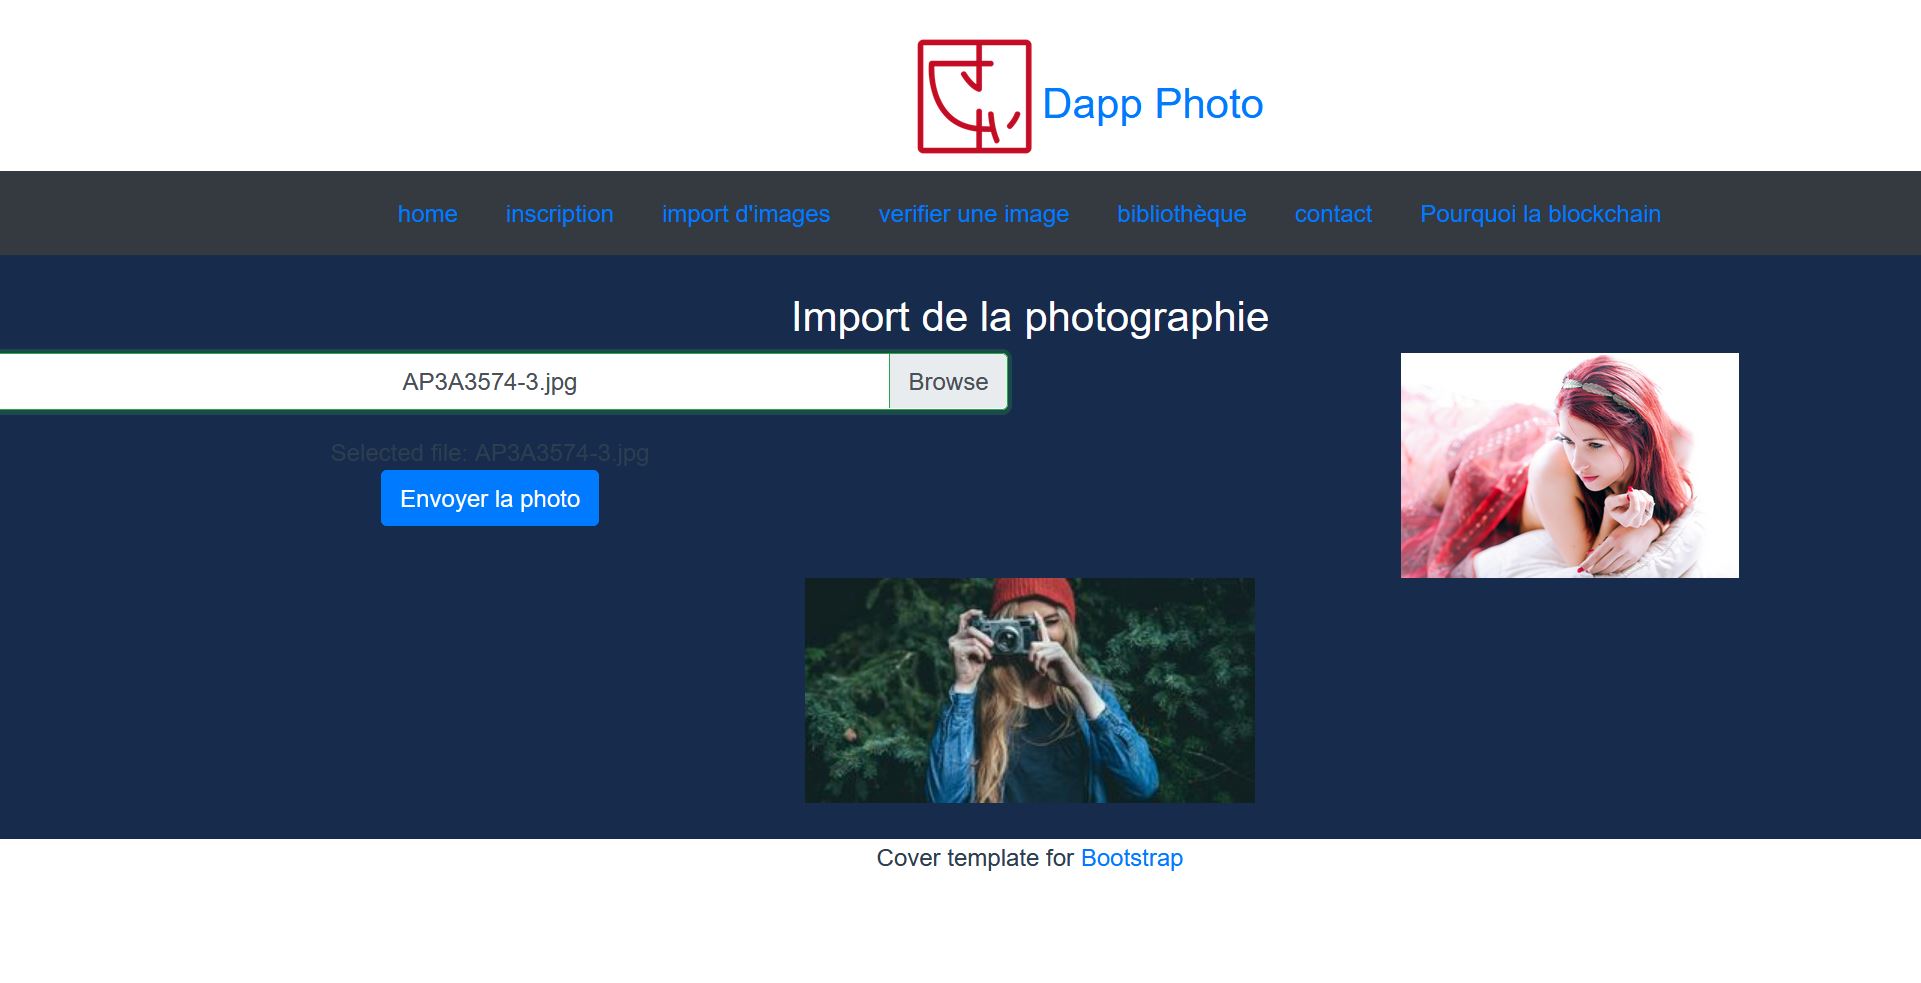 Dapp Photo
home inscription import d'images verifier une image bibliothèque contact Pourquoi la blockchain
Import de la photographie
AP3A3574-3.jpg Browse
Selected file: AP3A3574-3.jpg
Envoyer la photo
Cover template for Bootstrap